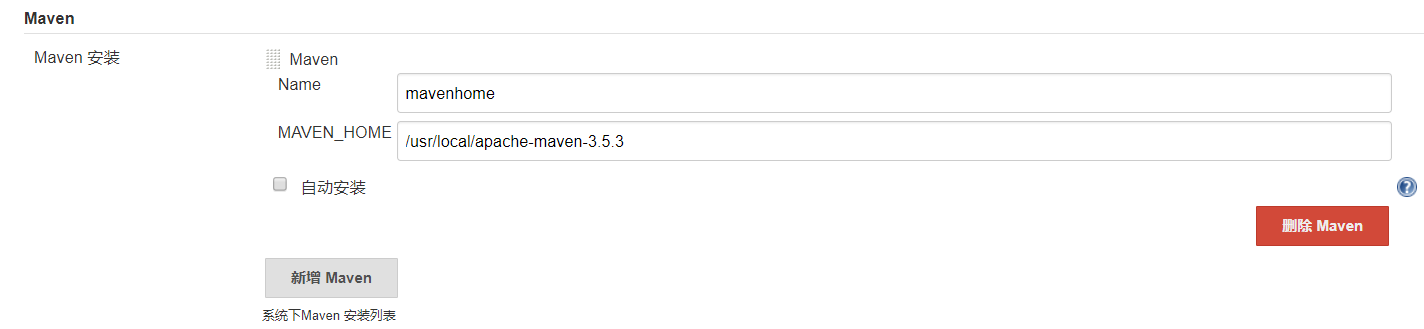 Maven
Maven 安装
Maven
Name
mavenhome
MAVEN_HOME
/usr/local/apache-maven-3.5.3
自动安装
?
删除 Maven
新增 Maven
系统下Maven 安装列表